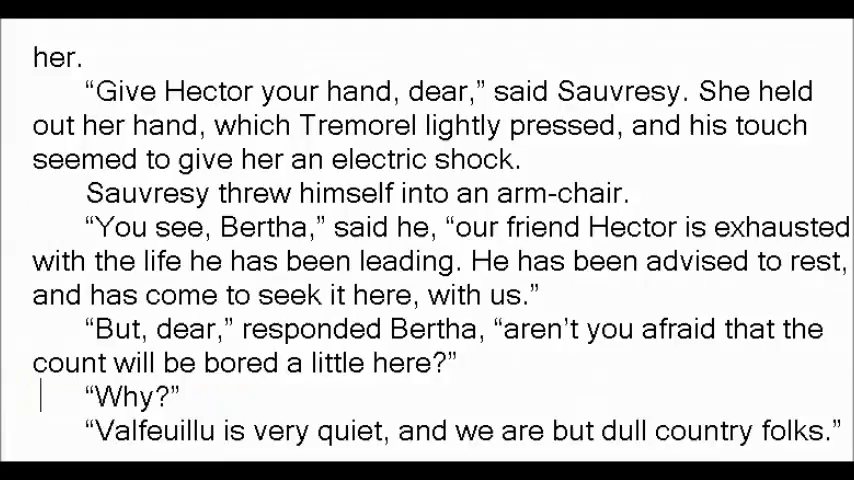 her.
“Give Hector your hand, dear,” said Sauvresy. She held
out her hand, which Tremorel lightly pressed, and his touch
seemed to give her an electric shock.
Sauvresy threw himself into an arm-chair.
“You see, Bertha,” said he, “our friend Hector is exhausted
with the life he has been leading. He has been advised to rest,
and has come to seek it here, with us.”
“But, dear,” responded Bertha, “aren’t you afraid that the
count will be bored a little here?”
“Why?”
“Valfeuillu is very quiet, and we are but dull country folks.”